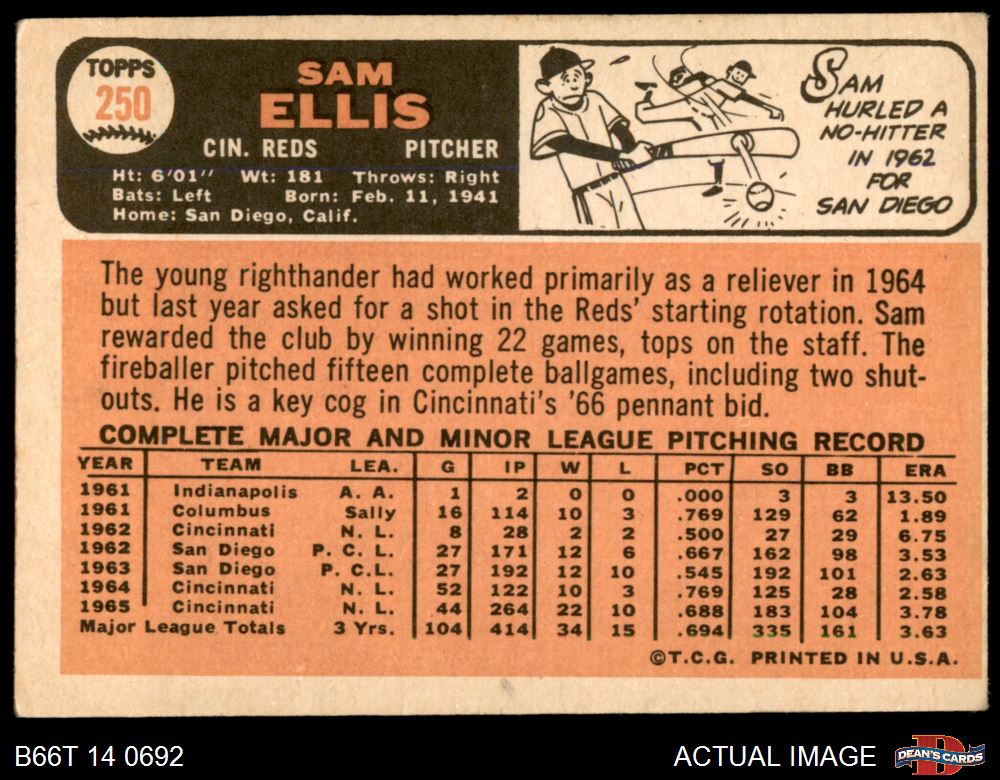 TOPPS
250
SAM
ELLIS
CIN. REDS PITCHER
Ht: 6'01" Wt: 181 Throws: Right
Bats: Left Born: Feb. 11, 1941
Home: San Diego, Calif.
SAM
HURLED A
NO-HITTER
IN 1962
FOR
SAN DIEGO
The young righthander had worked primarily as a reliever in 1964
but last year asked for a shot in the Reds' starting rotation. Sam
rewarded the club by winning 22 games, tops on the staff. The
fireballer pitched fifteen complete ballgames, including two shut-
outs. He is a key cog in Cincinnati's '66 pennant bid.
COMPLETE MAJOR AND MINOR LEAGUE PITCHING RECORD
YEAR TEAM LEA. G IP W L PCT SO BB ERA
1961 Indianapolis A. A. 1 2 0 0 .000 3 3 13.50
1961 Columbus Sally 16 114 10 3 .769 129 62 1.89
1962 Cincinnati N. L. 8 28 2 2 .500 27 29 6.75
1962 San Diego P. C. L. 27 171 12 6 .667 162 98 3.53
1963 San Diego P. C.L. 27 192 12 10 .545 192 101 2.63
1964 Cincinnati N. L. 52 122 10 3 .769 125 28 2.58
1965 Cincinnati N. L. 44 264 22 10 .688 183 104 3.78
Major League Totals 3 Yrs. 104 414 34 15 .694 335 161 3.63
©T.C.G. PRINTED IN U.S.A.
B66T 14 0692 ACTUAL IMAGE
D
DEAN'S CARDS